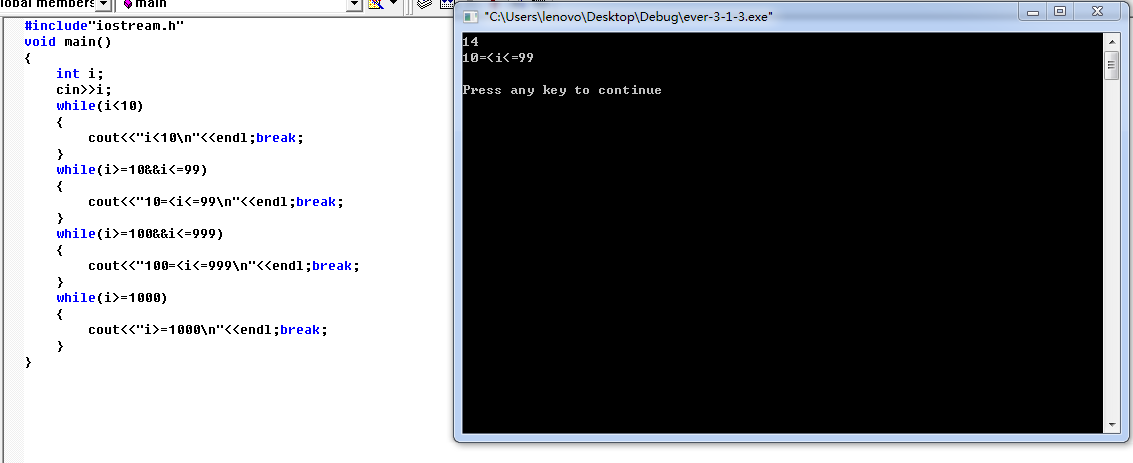 main
#include"iostream.h"
void main()
{
int i;
cin>>i;
while(i<10)
{
cout<<"i<10\n"<<endl;break;
}
while(i>=10&&i<=99)
{
cout<<"10=<i<=99\n"<<endl;break;
}
while(i>=100&&i<=999)
{
cout<<"100=<i<=999\n"<<endl;break;
}
while(i>=1000)
{
cout<<"i>=1000\n"<<endl;break;
}
}
"C:\Users\lenovo\Desktop\Debug\ever-3-1-3.exe"
14
10=<i<=99
Press any key to continue